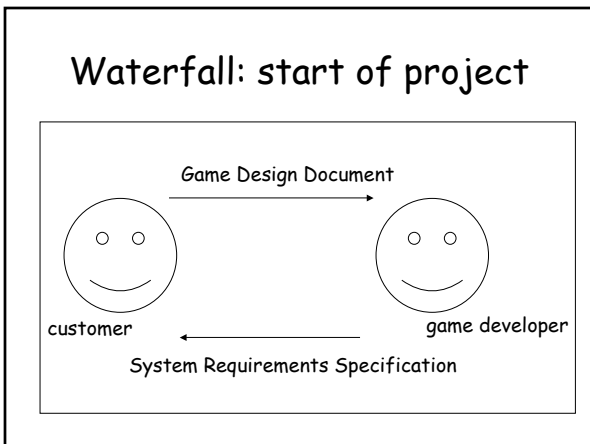 Waterfall: start of project
Game Design Document
customer
game developer
System Requirements Specification